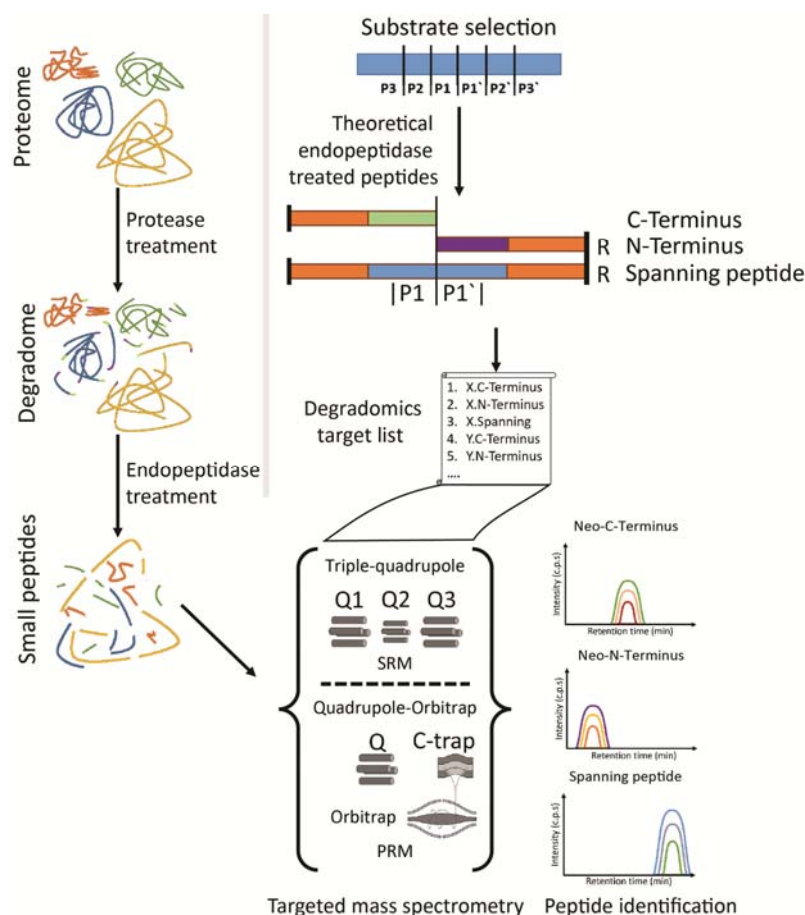 Proteome
Protease
treatment
Degradome
Endopeptidase
treatment
Small peptides
Substrate selection
P3 P2 P1 P1` P2` P3`
Theoretical
endopeptidase
treated peptides
C-Terminus
R N-Terminus
R Spanning peptide
|P1 P1`|
Degradomics
target list
1. X.C-Terminus
2. X.N-Terminus
3. X.Spanning
4. Y.C-Terminus
5. Y.N-Terminus
....
Triple-quadrupole
Q1 Q2 Q3
SRM
Quadrupole-Orbitrap
Q C-trap
Orbitrap
PRM
Targeted mass spectrometry
Neo-C-Terminus
Intensity (c.p.s)
Retention time (min)
Neo-N-Terminus
Intensity (c.p.s)
Retention time (min)
Spanning peptide
Intensity (c.p.s)
Retention time (min)
Peptide identification